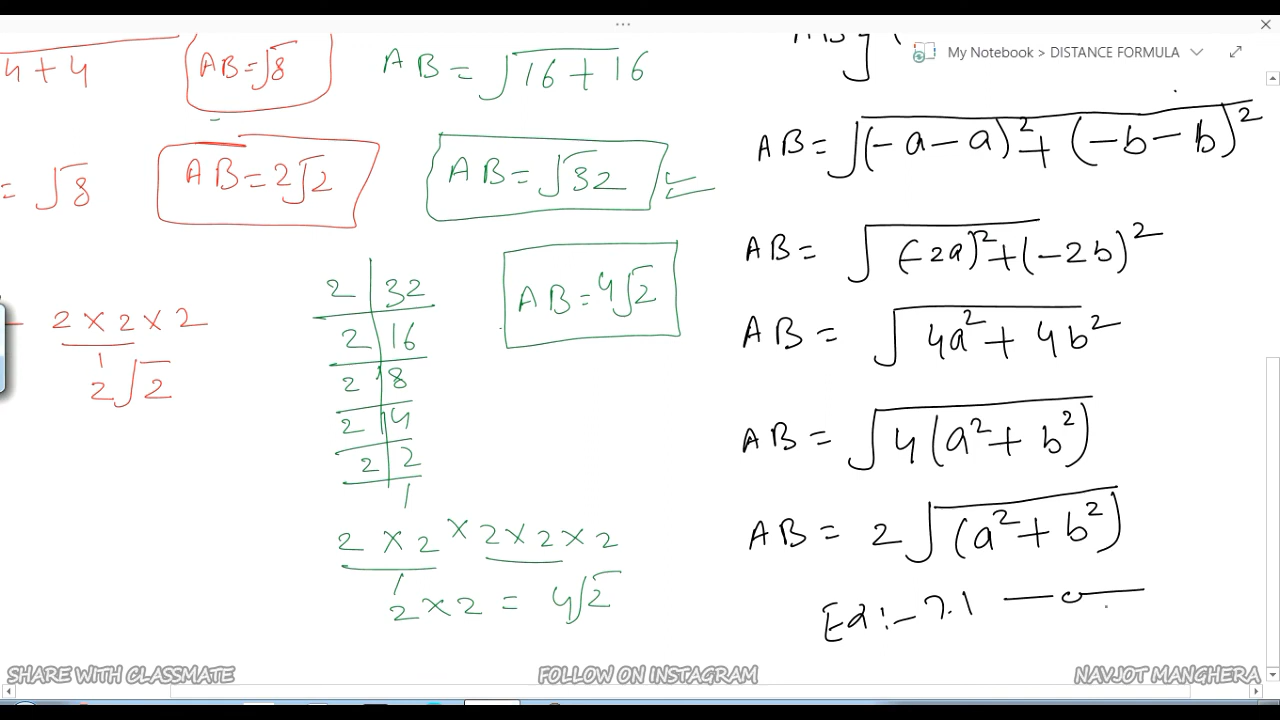 My Notebook > DISTANCE FORMULA
4 + 4
AB = √8
= √8
AB = 2√2
2 × 2 × 2
2√2
AB = √16 + 16
AB = √32
AB = 4√2
2 | 32
2 | 16
2 | 8
2 | 4
2 | 2
1
2 × 2 × 2 × 2 × 2
2 × 2 = 4√2
AB = √(-a - a)² + (-b - b)²
AB = √(-2a)² + (-2b)²
AB = √4a² + 4b²
AB = √4(a² + b²)
AB = 2√(a² + b²)
7.1
SHARE WITH CLASSMATE
FOLLOW ON INSTAGRAM
NAVJOT MANGHERA